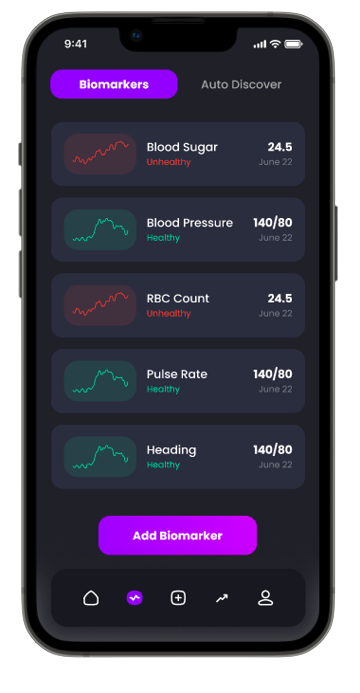 9:41
Biomarkers
Auto Discover
Blood Sugar
24.5
Unhealthy
June 22
Blood Pressure
140/80
Healthy
June 22
RBC Count
24.5
Unhealthy
June 22
Pulse Rate
140/80
Healthy
June 22
Heading
140/80
Healthy
June 22
Add Biomarker